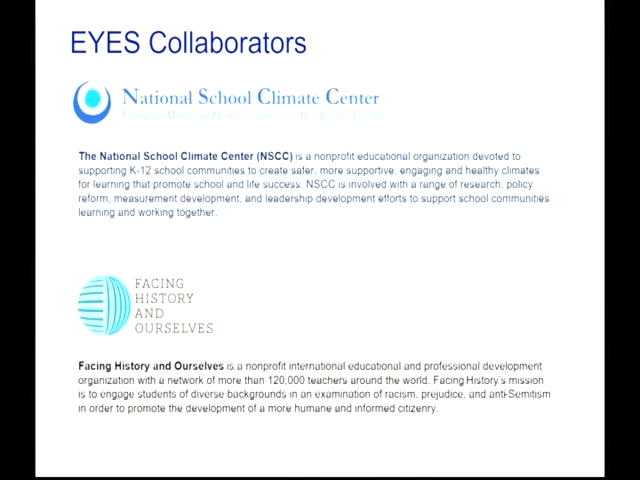 EYES Collaborators
National School Climate Center
The National School Climate Center (NSCC) is a nonprofit educational organization devoted to
supporting K-12 school communities to create safer, more supportive, engaging and healthy climates
for learning that promote school and life success. NSCC is involved with a range of research, policy
reform, measurement development, and leadership development efforts to support school communities
learning and working together.
FACING
HISTORY
AND
OURSELVES
Facing History and Ourselves is a nonprofit international educational and professional development
organization with a network of more than 120,000 teachers around the world. Facing History's mission
is to engage students of diverse backgrounds in an examination of racism, prejudice, and anti-Semitism
in order to promote the development of a more humane and informed citizenry.